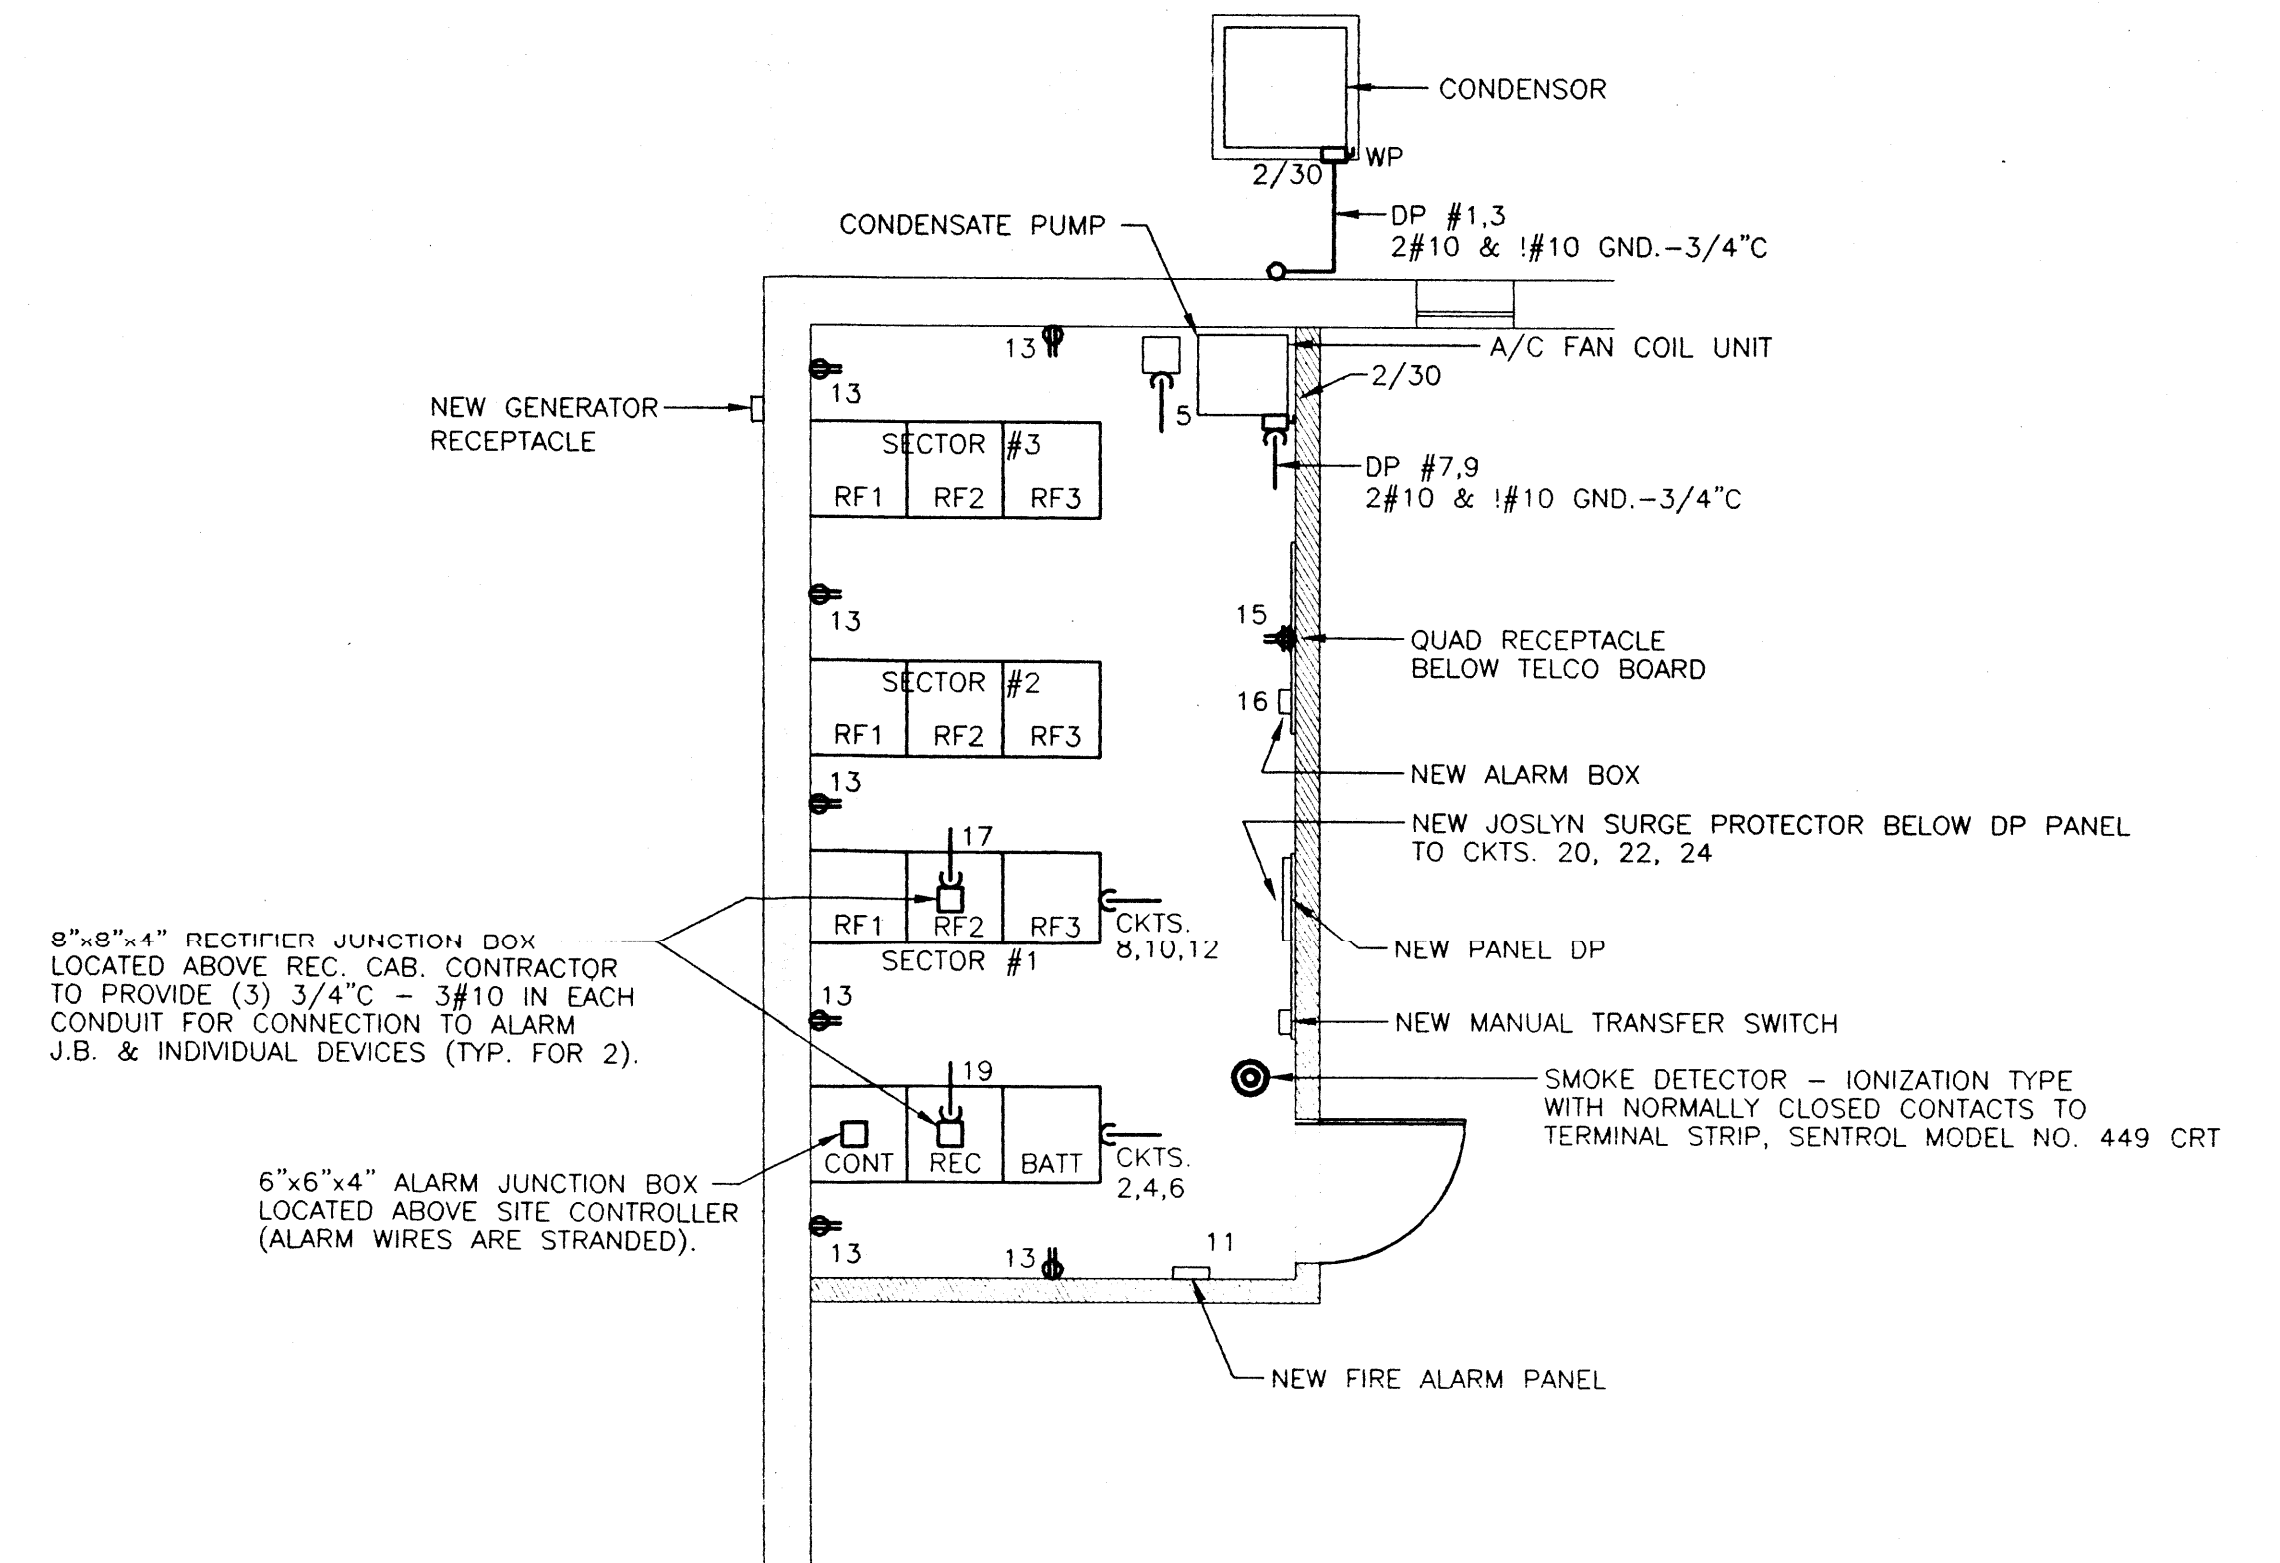 CONDENSOR
WP
2/30
DP #1,3
2#10 & !#10 GND.-3/4"C
CONDENSATE PUMP
A/C FAN COIL UNIT
2/30
13
13
5
NEW GENERATOR
RECEPTACLE
SECTOR #3
RF1 RF2 RF3
DP #7,9
2#10 & !#10 GND.-3/4"C
13
15
QUAD RECEPTACLE
BELOW TELCO BOARD
SECTOR #2
RF1 RF2 RF3
16
NEW ALARM BOX
13
NEW JOSLYN SURGE PROTECTOR BELOW DP PANEL
TO CKTS. 20, 22, 24
17
RF1 RF2 RF3
SECTOR #1
CKTS.
8,10,12
NEW PANEL DP
8"x8"x4" RECTIFIER JUNCTION BOX
LOCATED ABOVE REC. CAB. CONTRACTOR
TO PROVIDE (3) 3/4"C - 3#10 IN EACH
CONDUIT FOR CONNECTION TO ALARM
J.B. & INDIVIDUAL DEVICES (TYP. FOR 2).
13
NEW MANUAL TRANSFER SWITCH
19
SMOKE DETECTOR - IONIZATION TYPE
WITH NORMALLY CLOSED CONTACTS TO
TERMINAL STRIP, SENTROL MODEL NO. 449 CRT
CONT REC BATT
CKTS.
2,4,6
6"x6"x4" ALARM JUNCTION BOX
LOCATED ABOVE SITE CONTROLLER
(ALARM WIRES ARE STRANDED).
13
13
11
NEW FIRE ALARM PANEL